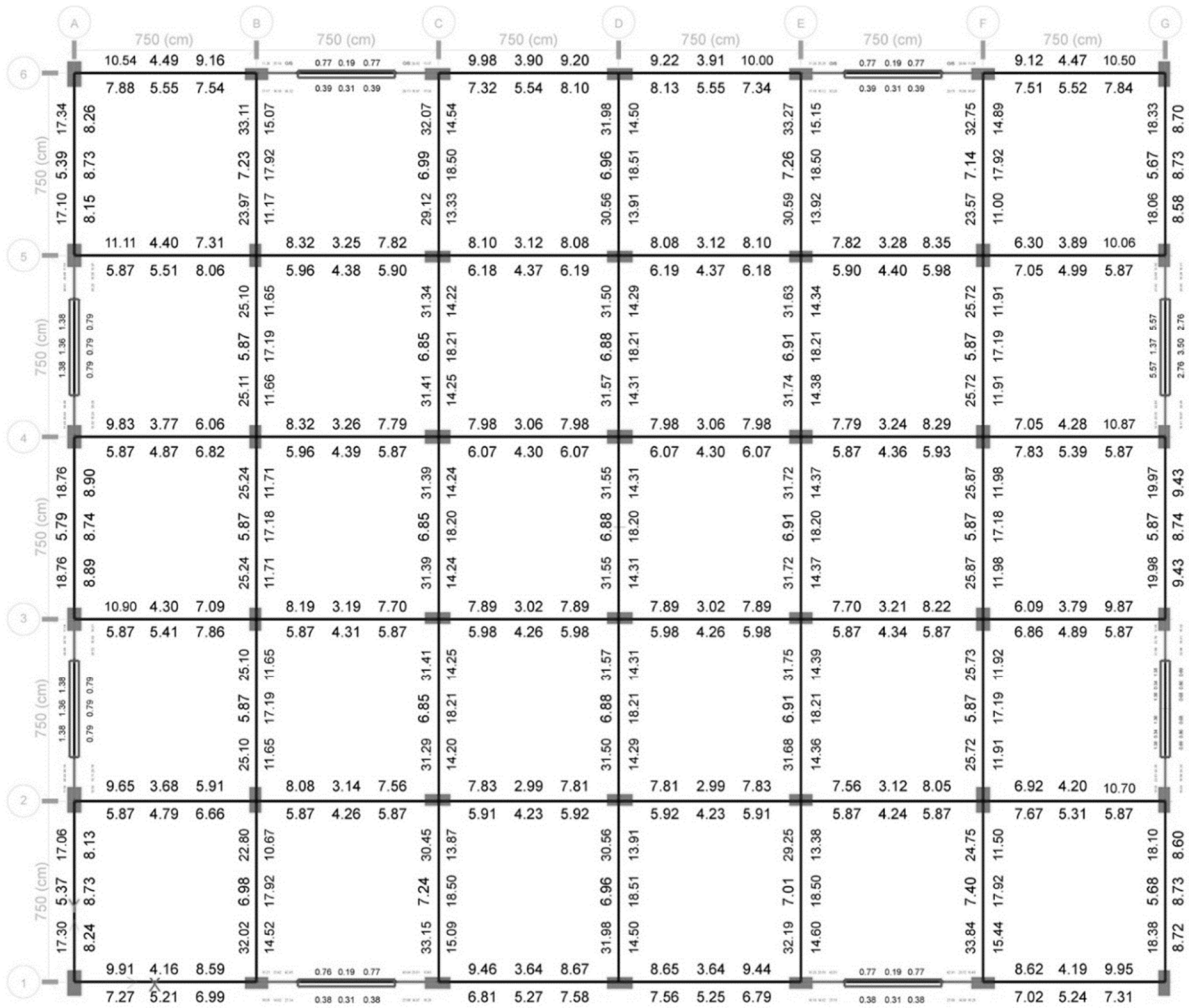 A B C D E F G
750 (cm) 750 (cm) 750 (cm) 750 (cm) 750 (cm) 750 (cm)
10.54 4.49 9.16 0.77 0.19 0.77 9.98 3.90 9.20 9.22 3.91 10.00 0.77 0.19 0.77 9.12 4.47 10.50
6
7.88 5.55 7.54 0.39 0.31 0.39 7.32 5.54 8.10 8.13 5.55 7.34 0.39 0.31 0.39 7.51 5.52 7.84
750 (cm)
17.10 5.39 17.34
8.15 8.73 8.26
23.97 7.23 33.11
11.17 17.92 15.07
29.12 6.99 32.07
13.33 18.50 14.54
30.56 6.96 31.98
13.91 18.51 14.50
30.59 7.26 33.27
13.92 18.50 15.15
23.57 7.14 32.75
11.00 17.92 14.89
18.06 5.67 18.33
8.58 8.73 8.70
11.11 4.40 7.31 8.32 3.25 7.82 8.10 3.12 8.08 8.08 3.12 8.10 7.82 3.28 8.35 6.30 3.89 10.06
5
5.87 5.51 8.06 5.96 4.38 5.90 6.18 4.37 6.19 6.19 4.37 6.18 5.90 4.40 5.98 7.05 4.99 5.87
750 (cm)
1.38 1.36 1.38
0.79 0.79 0.79
25.11 5.87 25.10
11.66 17.19 11.65
31.41 6.85 31.34
14.25 18.21 14.22
31.57 6.88 31.50
14.31 18.21 14.29
31.74 6.91 31.63
14.38 18.21 14.34
25.72 5.87 25.72
11.91 17.19 11.91
5.57 1.37 5.57
2.76 3.50 2.76
9.83 3.77 6.06 8.32 3.26 7.79 7.98 3.06 7.98 7.98 3.06 7.98 7.79 3.24 8.29 7.05 4.28 10.87
4
5.87 4.87 6.82 5.96 4.39 5.87 6.07 4.30 6.07 6.07 4.30 6.07 5.87 4.36 5.93 7.83 5.39 5.87
750 (cm)
18.76 5.79 18.76
8.89 8.74 8.90
25.24 5.87 25.24
11.71 17.18 11.71
31.39 6.85 31.39
14.24 18.20 14.24
31.55 6.88 31.55
14.31 18.20 14.31
31.72 6.91 31.72
14.37 18.20 14.37
25.87 5.87 25.87
11.98 17.18 11.98
19.98 5.87 19.97
9.43 8.74 9.43
10.90 4.30 7.09 8.19 3.19 7.70 7.89 3.02 7.89 7.89 3.02 7.89 7.70 3.21 8.22 6.09 3.79 9.87
3
5.87 5.41 7.86 5.87 4.31 5.87 5.98 4.26 5.98 5.98 4.26 5.98 5.87 4.34 5.87 6.86 4.89 5.87
750 (cm)
1.38 1.36 1.38
0.79 0.79 0.79
25.10 5.87 25.10
11.65 17.19 11.65
31.29 6.85 31.41
14.20 18.21 14.25
31.50 6.88 31.57
14.29 18.21 14.31
31.68 6.91 31.75
14.36 18.21 14.39
25.72 5.87 25.73
11.91 17.19 11.92
9.65 3.68 5.91 8.08 3.14 7.56 7.83 2.99 7.81 7.81 2.99 7.83 7.56 3.12 8.05 6.92 4.20 10.70
2
5.87 4.79 6.66 5.87 4.26 5.87 5.91 4.23 5.92 5.92 4.23 5.91 5.87 4.24 5.87 7.67 5.31 5.87
750 (cm)
17.30 5.37 17.06
8.24 8.73 8.13
32.02 6.98 22.80
14.52 17.92 10.67
33.15 7.24 30.45
15.09 18.50 13.87
31.98 6.96 30.56
14.50 18.51 13.91
32.19 7.01 29.25
14.60 18.50 13.38
33.84 7.40 24.75
15.44 17.92 11.50
18.38 5.68 18.10
8.72 8.73 8.60
9.91 4.16 8.59 0.76 0.19 0.77 9.46 3.64 8.67 8.65 3.64 9.44 0.77 0.19 0.77 8.62 4.19 9.95
1
7.27 5.21 6.99 0.38 0.31 0.38 6.81 5.27 7.58 7.56 5.25 6.79 0.38 0.31 0.38 7.02 5.24 7.31